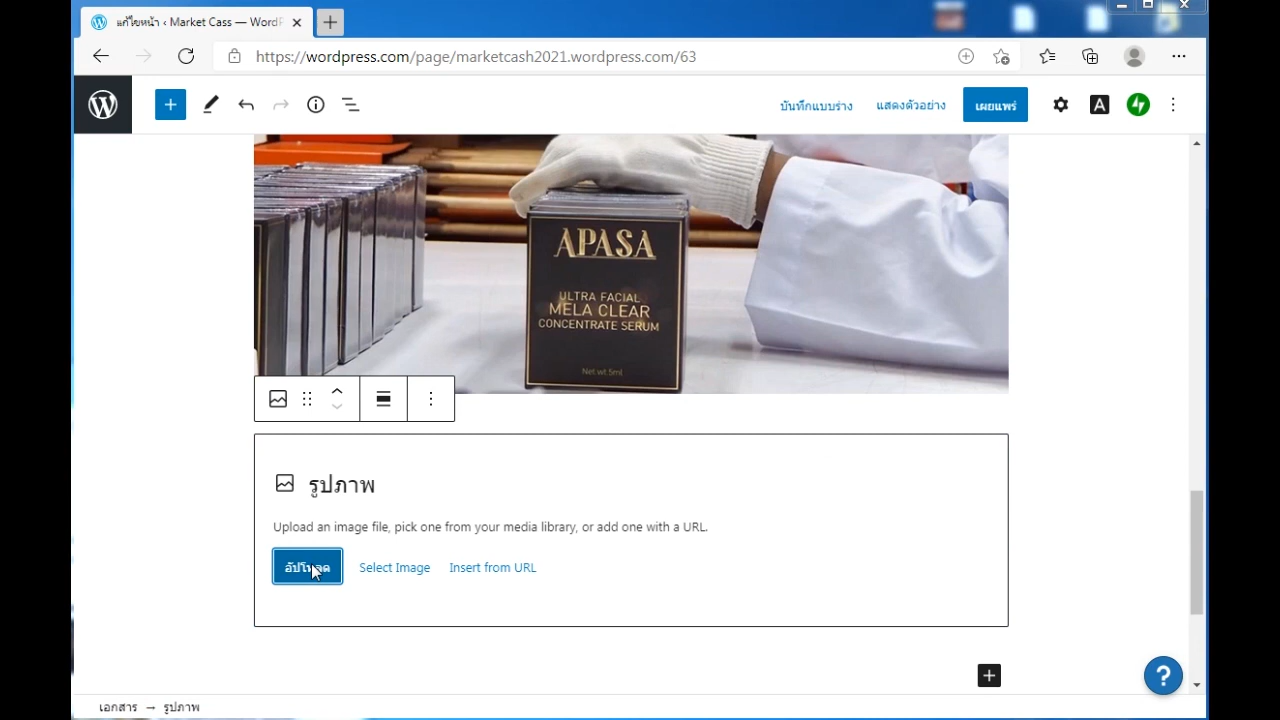 แก้ไขหน้า ‹ Market Cass — WordP
https://wordpress.com/page/marketcash2021.wordpress.com/63
บันทึกแบบร่าง แสดงตัวอย่าง เผยแพร่
APASA
ULTRA FACIAL
MELA CLEAR
CONCENTRATE SERUM
Net wt.5ml
รูปภาพ
Upload an image file, pick one from your media library, or add one with a URL.
อัปโหลด Select Image Insert from URL
เอกสาร → รูปภาพ